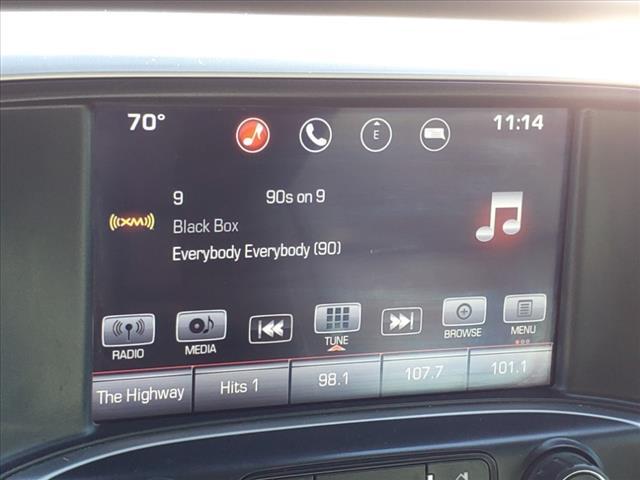 70° E 11:14
9 90s on 9
((XM))
Black Box
Everybody Everybody (90)
RADIO MEDIA TUNE BROWSE MENU
The Highway Hits 1 98.1 107.7 101.1